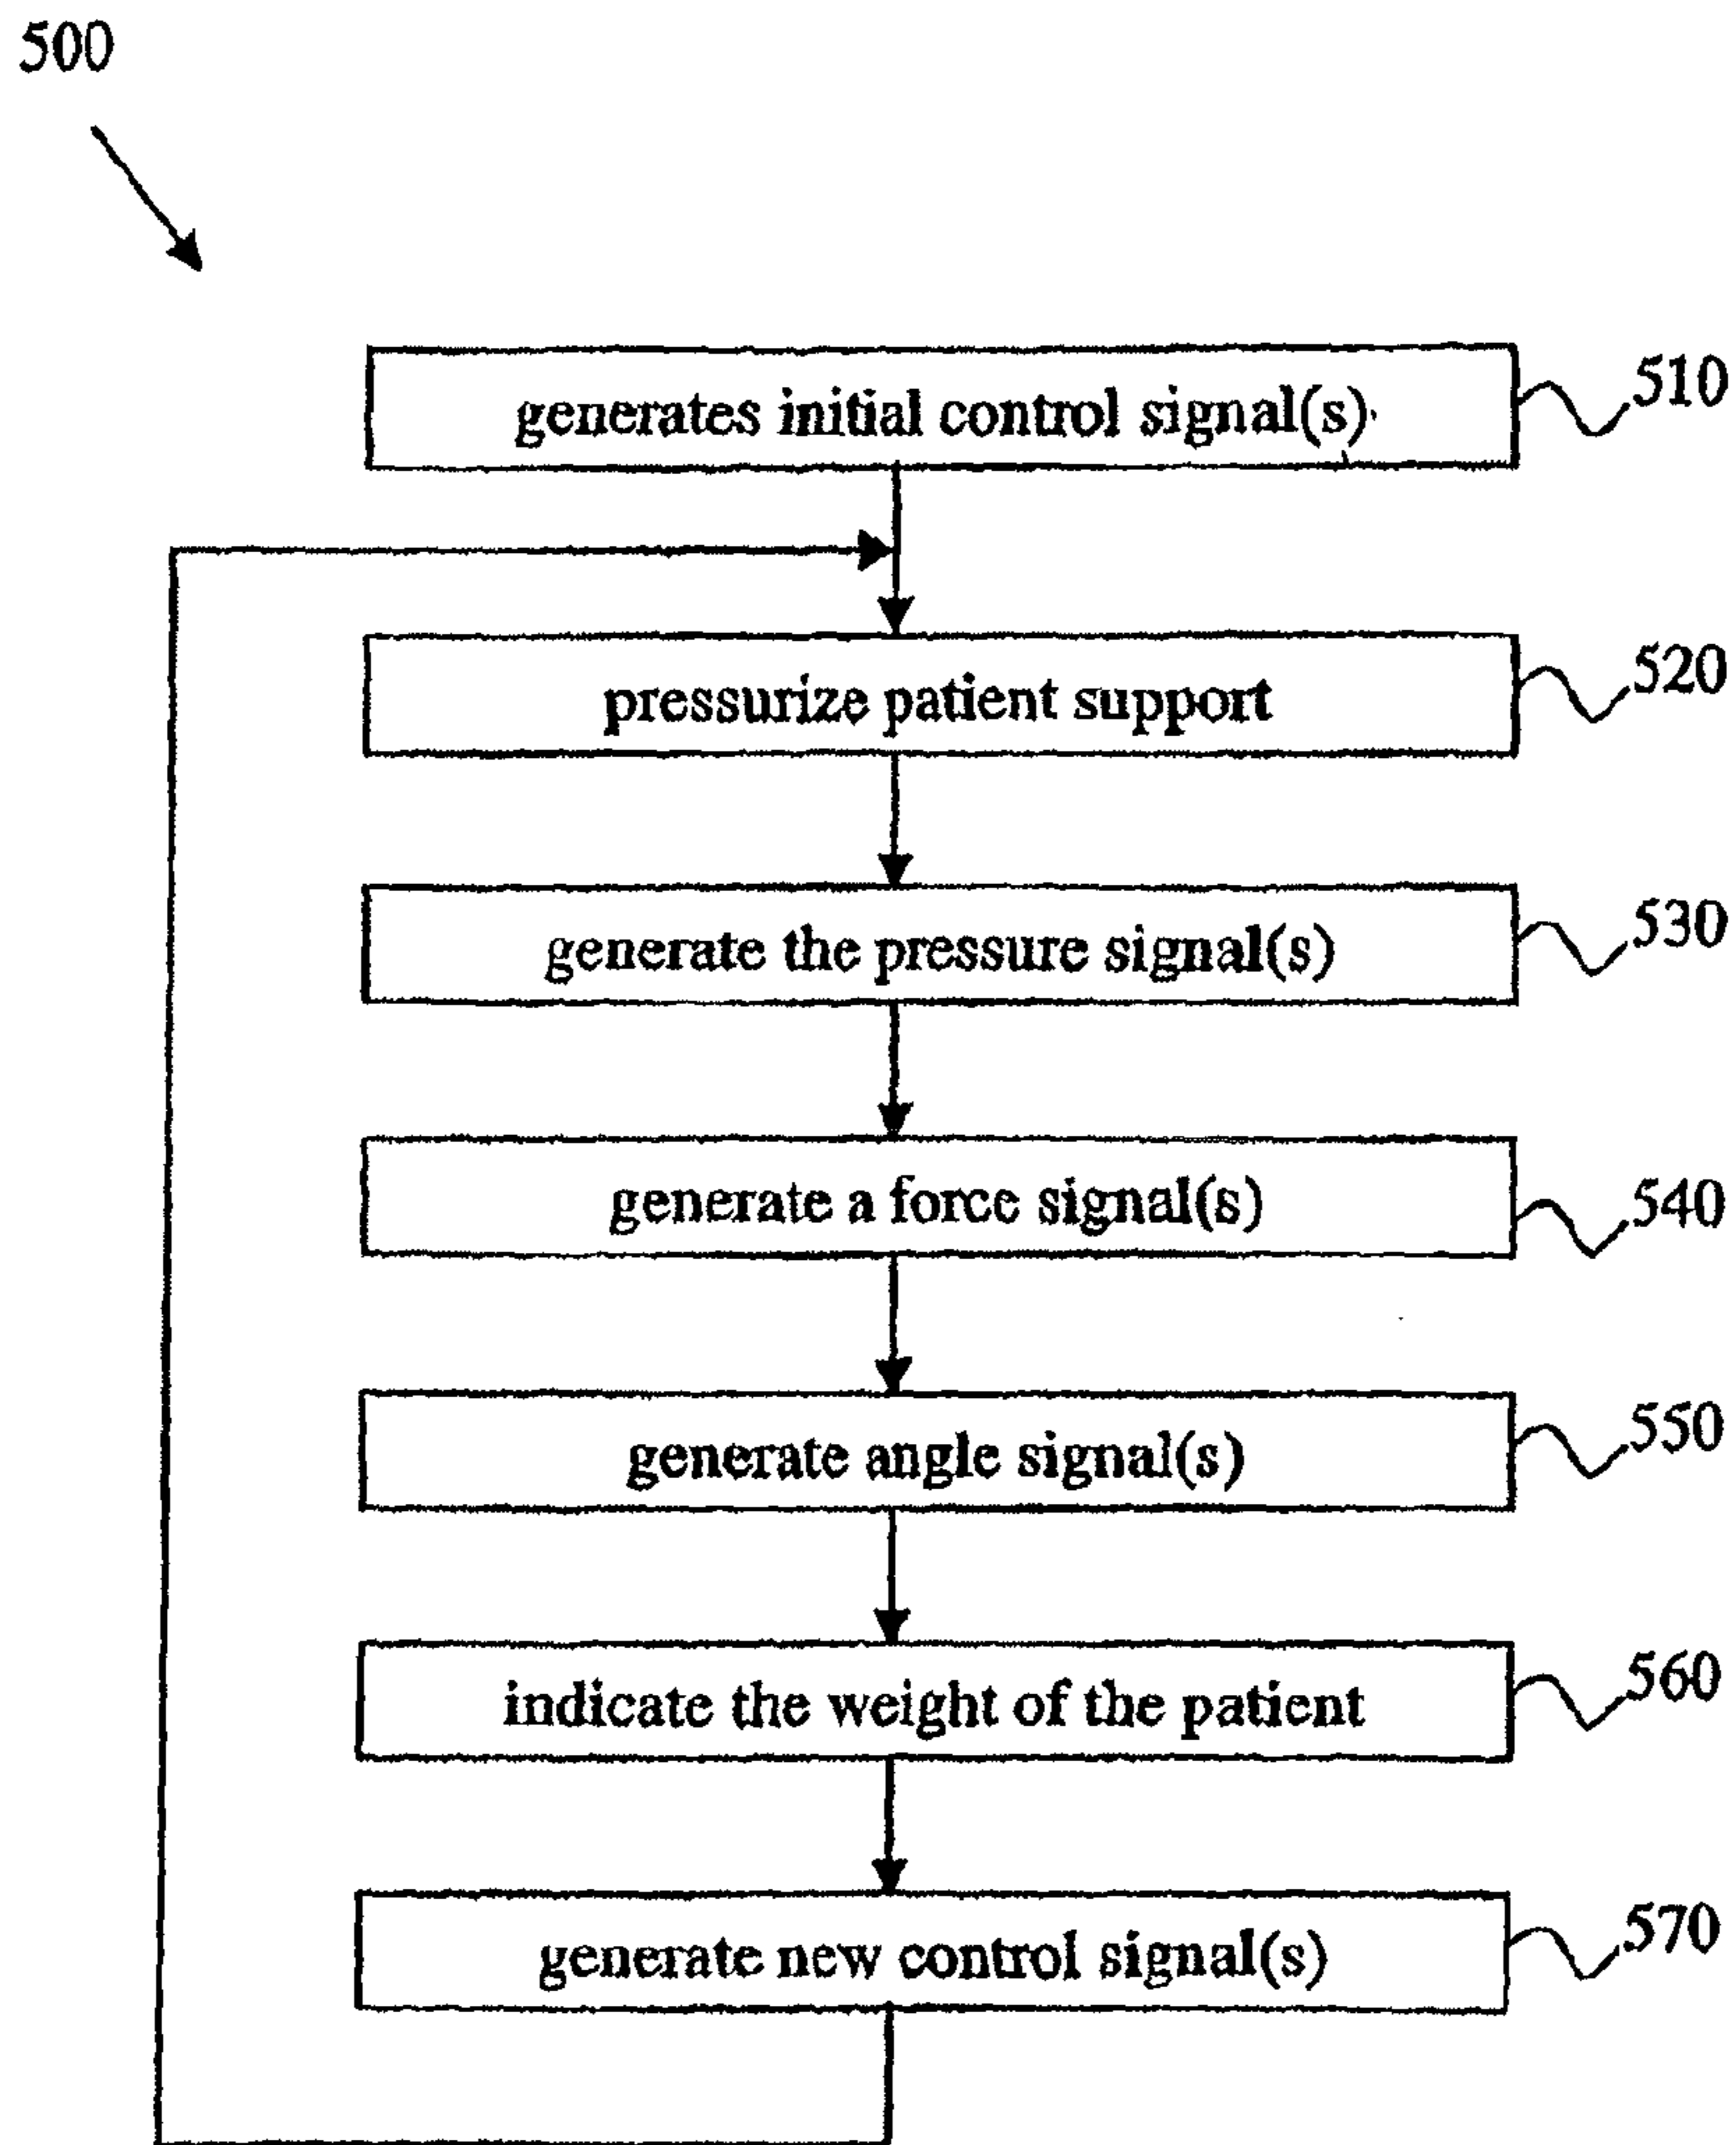 500
generates initial control signal(s)
510
pressurize patient support
520
generate the pressure signal(s)
530
generate a force signal(s)
540
generate angle signal(s)
550
indicate the weight of the patient
560
generate new control signal(s)
570